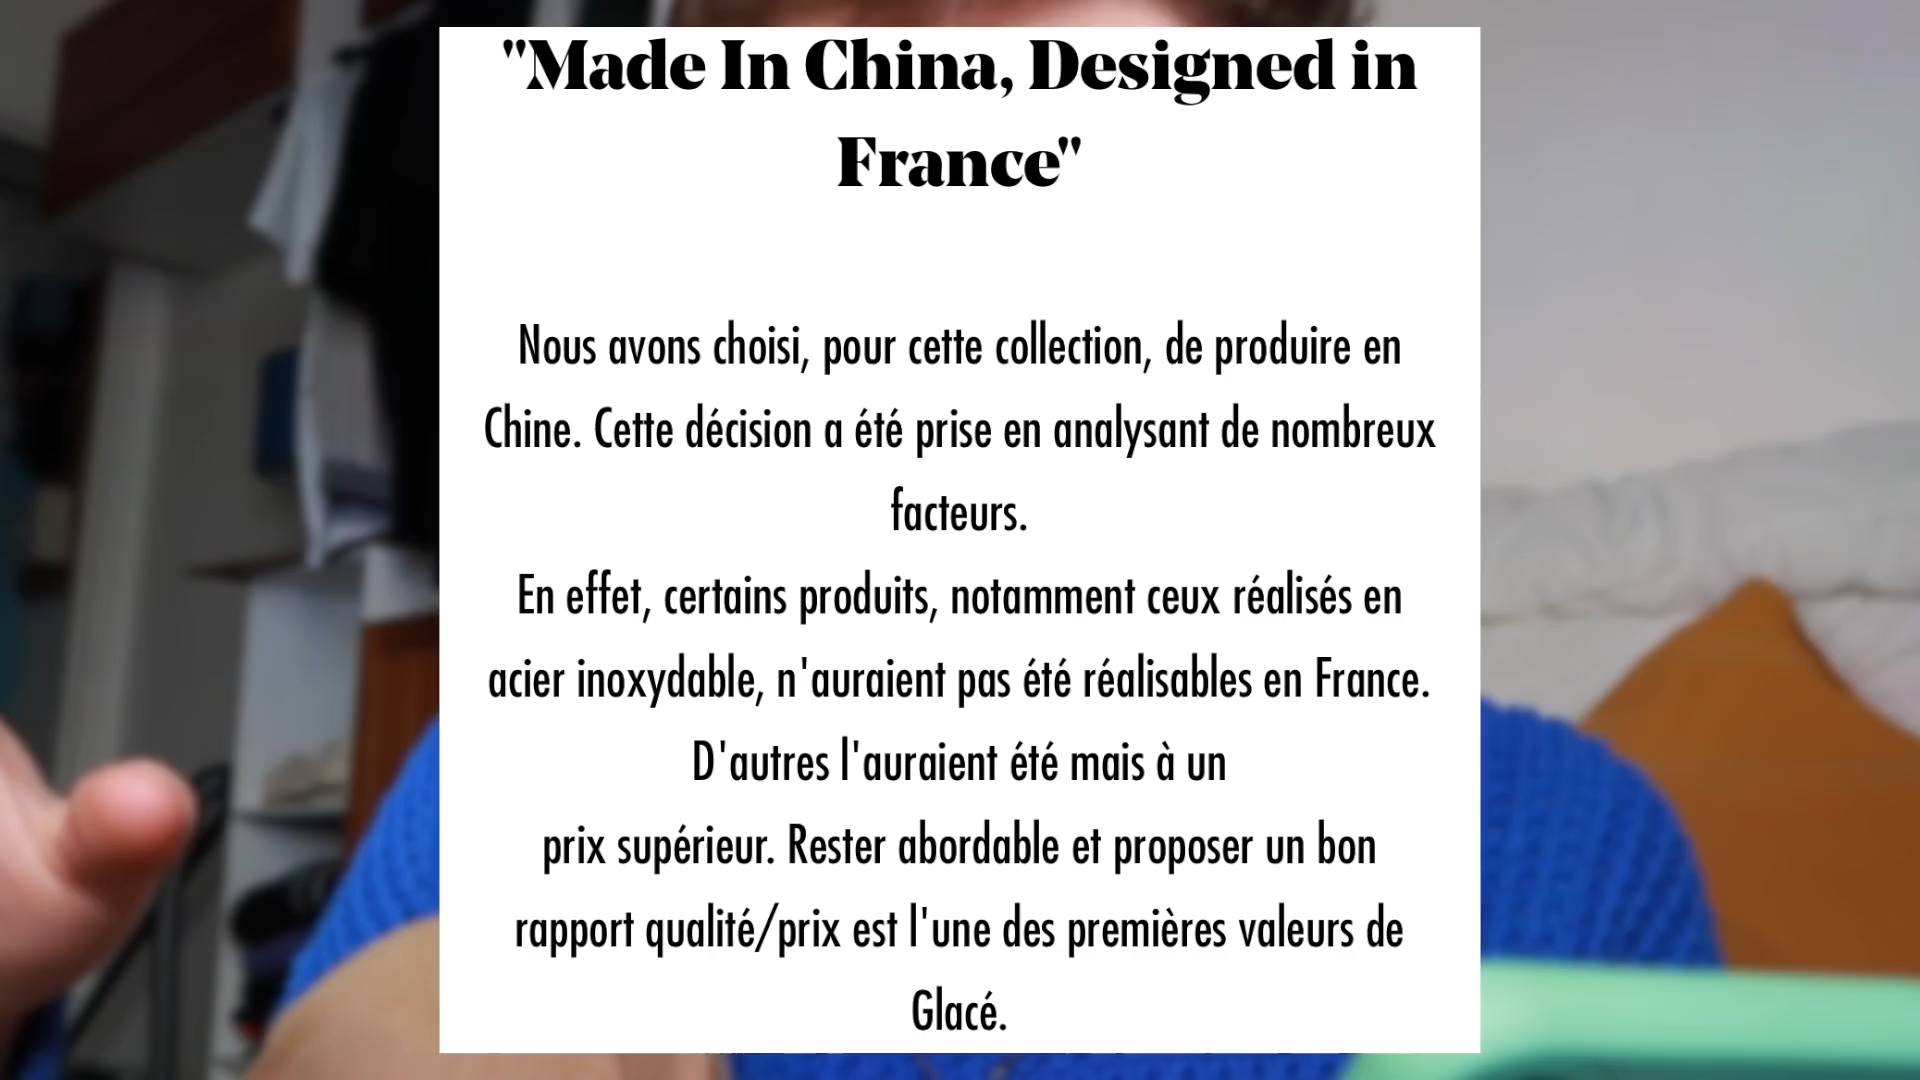 "Made In China, Designed in
France"
Nous avons choisi, pour cette collection, de produire en
Chine. Cette décision a été prise en analysant de nombreux
facteurs.
En effet, certains produits, notamment ceux réalisés en
acier inoxydable, n'auraient pas été réalisables en France.
D'autres l'auraient été mais à un
prix supérieur. Rester abordable et proposer un bon
rapport qualité/prix est l'une des premières valeurs de
Glacé.